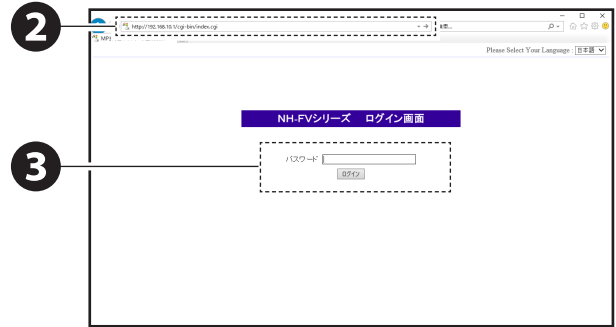 2
http://192.168.10.1/cgi-bin/index.cgi
Please Select Your Language : 日本語
NH-FVシリーズ ログイン画面
3
パスワード
ログイン